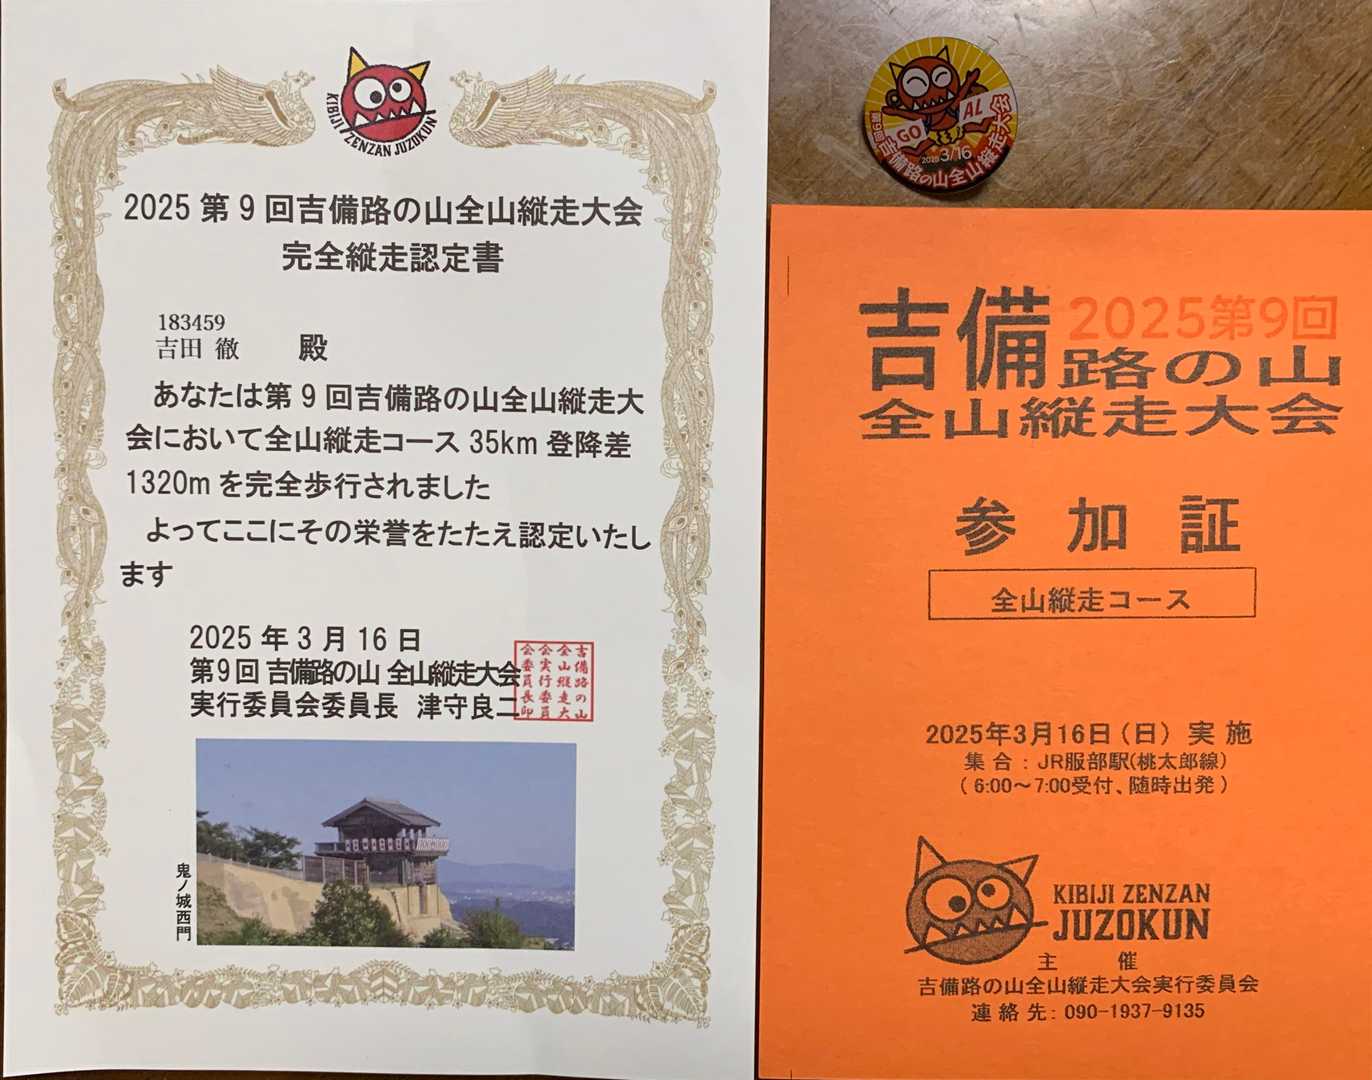 KIBIJI ZENZAN JUZOKUN
2025 第 9 回吉備路の山全山縦走大会
完全縦走認定書
183459
吉田 徹 殿
あなたは第 9 回吉備路の山全山縦走大
会において全山縦走コース 35km 登降差
1320m を完全歩行されました
よってここにその栄誉をたたえ認定いたし
ます
2025 年 3 月 16 日
第9回 吉備路の山 全山縦走大会
実行委員会委員長 津守良二
吉備路の山
全山縦走大
会実行委員
会委員長印
鬼ノ城西門
GO AL
2025 3/16
第9回吉備路の山全山縦走大会
2025第9回
吉備路の山
全山縦走大会
参加証
全山縦走コース
2025年3月16日(日) 実施
集合：JR服部駅(桃太郎線)
(6:00～7:00受付、随時出発)
KIBIJI ZENZAN
JUZOKUN
主催
吉備路の山全山縦走大会実行委員会
連絡先: 090-1937-9135